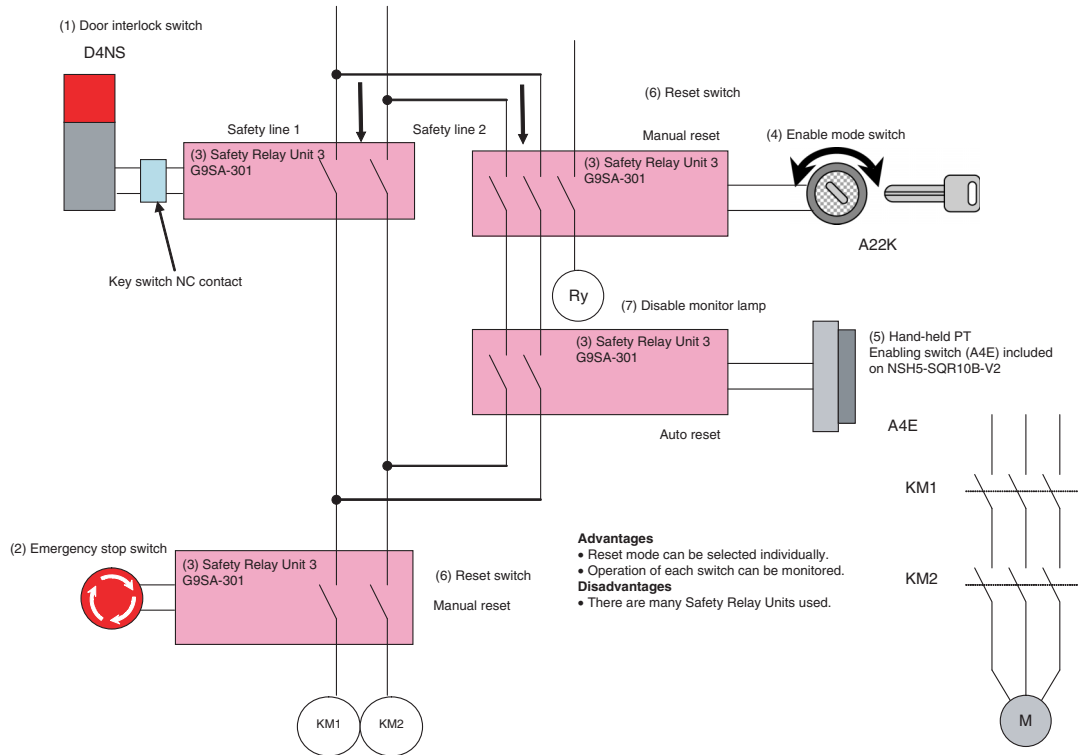 (1) Door interlock switch
D4NS
Safety line 1
Safety line 2
(6) Reset switch
Manual reset
(4) Enable mode switch
(3) Safety Relay Unit 3
G9SA-301
(3) Safety Relay Unit 3
G9SA-301
A22K
Key switch NC contact
Ry
(7) Disable monitor lamp
(3) Safety Relay Unit 3
G9SA-301
(5) Hand-held PT
Enabling switch (A4E) included
on NSH5-SQR10B-V2
Auto reset
A4E
KM1
(2) Emergency stop switch
(3) Safety Relay Unit 3
G9SA-301
(6) Reset switch
Manual reset
Advantages
• Reset mode can be selected individually.
• Operation of each switch can be monitored.
Disadvantages
• There are many Safety Relay Units used.
KM2
KM1
KM2
M